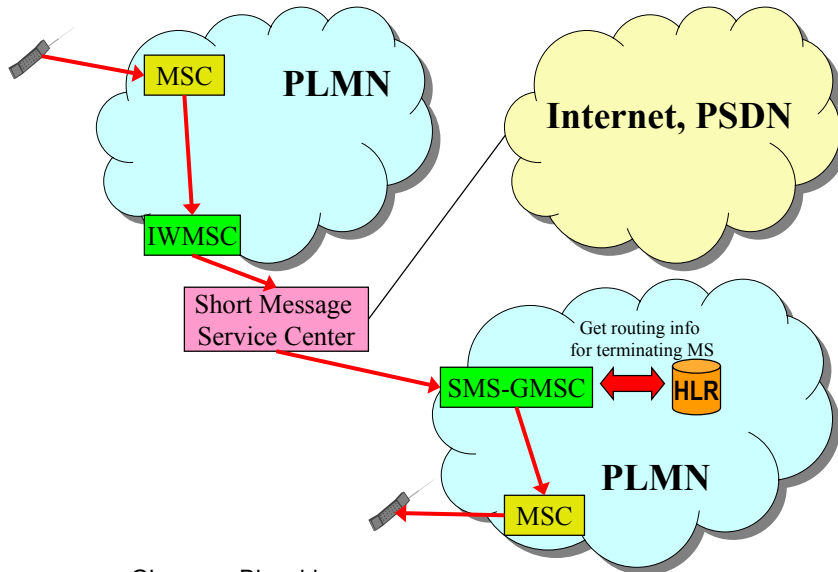 MSC
PLMN
Internet, PSDN
IWMSC
Short Message
Service Center
Get routing info
for terminating MS
SMS-GMSC
HLR
PLMN
MSC